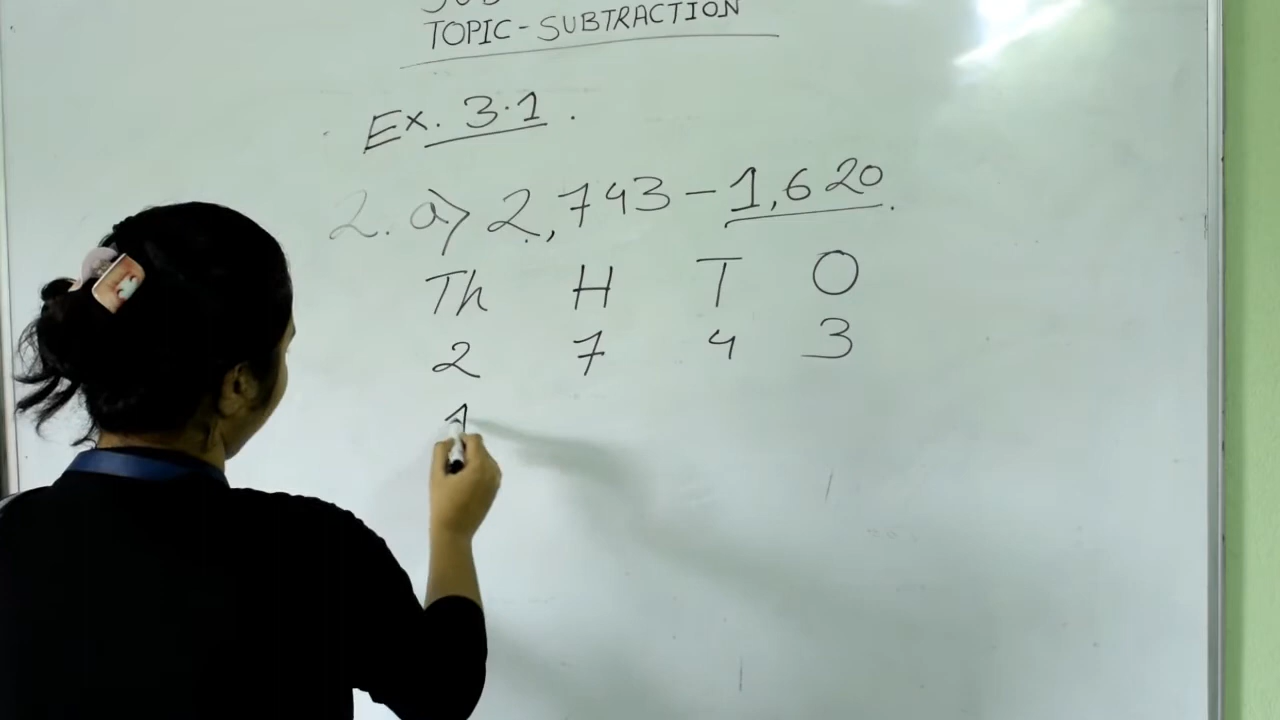 TOPIC - SUBTRACTION
Ex. 3.1.
2. a) 2,743 - 1,620.
Th H T O
2 7 4 3
1